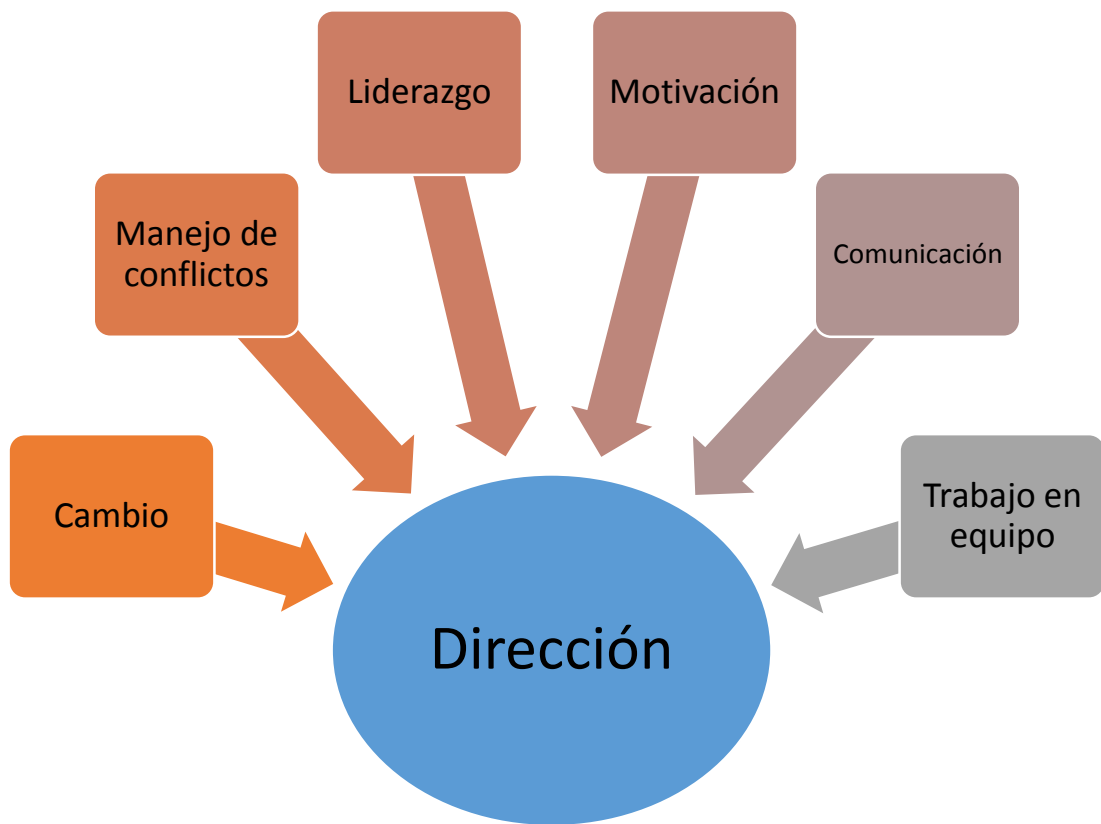 Liderazgo
Motivación
Manejo de
conflictos
Comunicación
Cambio
Trabajo en
equipo
Dirección